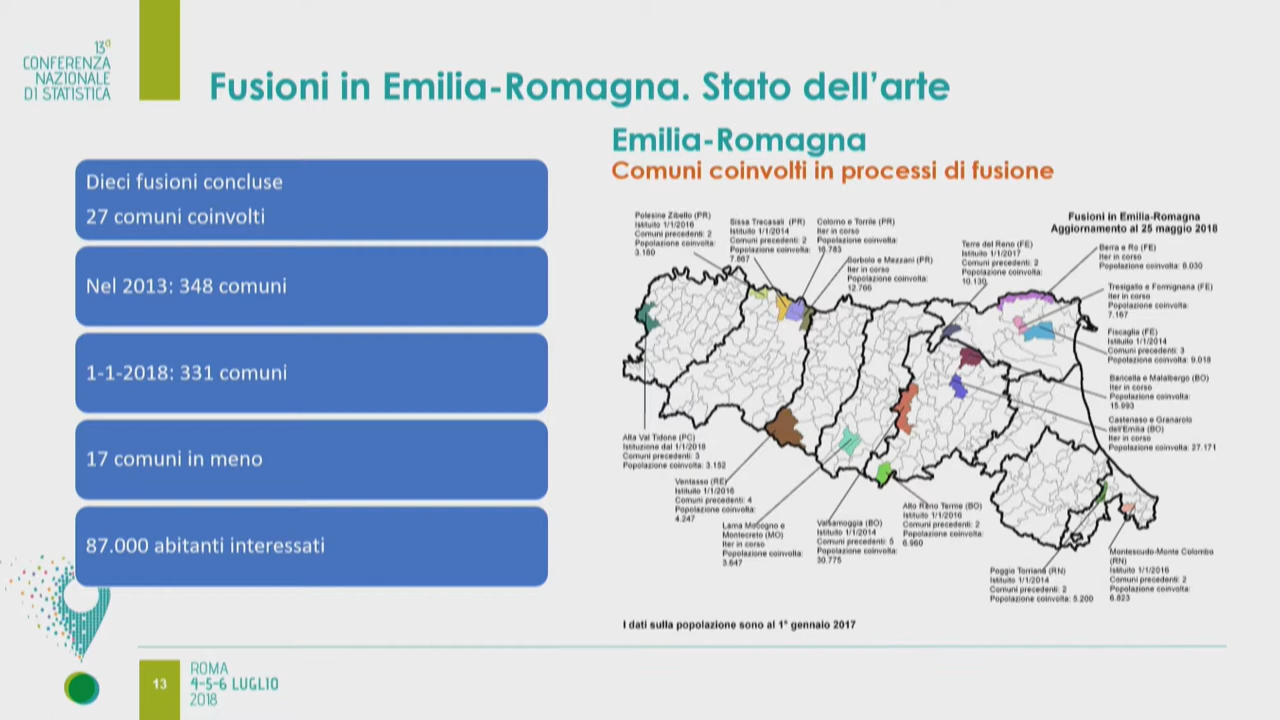 13a
CONFERENZA
NAZIONALE
DI STATISTICA
Fusioni in Emilia-Romagna. Stato dell'arte
Dieci fusioni concluse
27 comuni coinvolti
Nel 2013: 348 comuni
1-1-2018: 331 comuni
17 comuni in meno
87.000 abitanti interessati
Emilia-Romagna
Comuni coinvolti in processi di fusione
Fusioni in Emilia-Romagna
Aggiornamento al 25 maggio 2018
Polesine Zibello (PR)
Istituito 1/1/2016
Comuni precedenti: 2
Popolazione coinvolta:
3.180
Sissa Trecasali (PR)
Istituito 1/1/2014
Comuni precedenti: 2
Popolazione coinvolta:
7.867
Colorno e Torrile (PR)
Iter in corso
Popolazione coinvolta:
16.783
Sorbolo e Mezzani (PR)
Iter in corso
Popolazione coinvolta:
12.766
Terre del Reno (FE)
Istituito 1/1/2017
Comuni precedenti: 2
Popolazione coinvolta:
10.130
Berra e Ro (FE)
Iter in corso
Popolazione coinvolta: 8.030
Tresigallo e Formignana (FE)
Iter in corso
Popolazione coinvolta:
7.167
Fiscaglia (FE)
Istituito 1/1/2014
Comuni precedenti: 3
Popolazione coinvolta: 9.018
Baricella e Malalbergo (BO)
Iter in corso
Popolazione coinvolta:
15.993
Castenaso e Granarolo
dell'Emilia (BO)
Iter in corso
Popolazione coinvolta: 27.171
Alta Val Tidone (PC)
Istituzione dal 1/1/2018
Comuni precedenti: 3
Popolazione coinvolta: 3.152
Ventasso (RE)
Istituito 1/1/2016
Comuni precedenti: 4
Popolazione coinvolta:
4.247
Lama Mocogno e
Montecreto (MO)
Iter in corso
Popolazione coinvolta:
3.647
Valsamoggia (BO)
Istituito 1/1/2014
Comuni precedenti: 5
Popolazione coinvolta:
30.775
Alto Reno Terme (BO)
Istituito 1/1/2016
Comuni precedenti: 2
Popolazione coinvolta:
6.960
Poggio Torriana (RN)
Istituito 1/1/2014
Comuni precedenti: 2
Popolazione coinvolta: 5.200
Montescudo-Monte Colombo
(RN)
Istituito 1/1/2016
Comuni precedenti: 2
Popolazione coinvolta:
6.823
I dati sulla popolazione sono al 1° gennaio 2017
13
ROMA
4-5-6 LUGLIO
2018